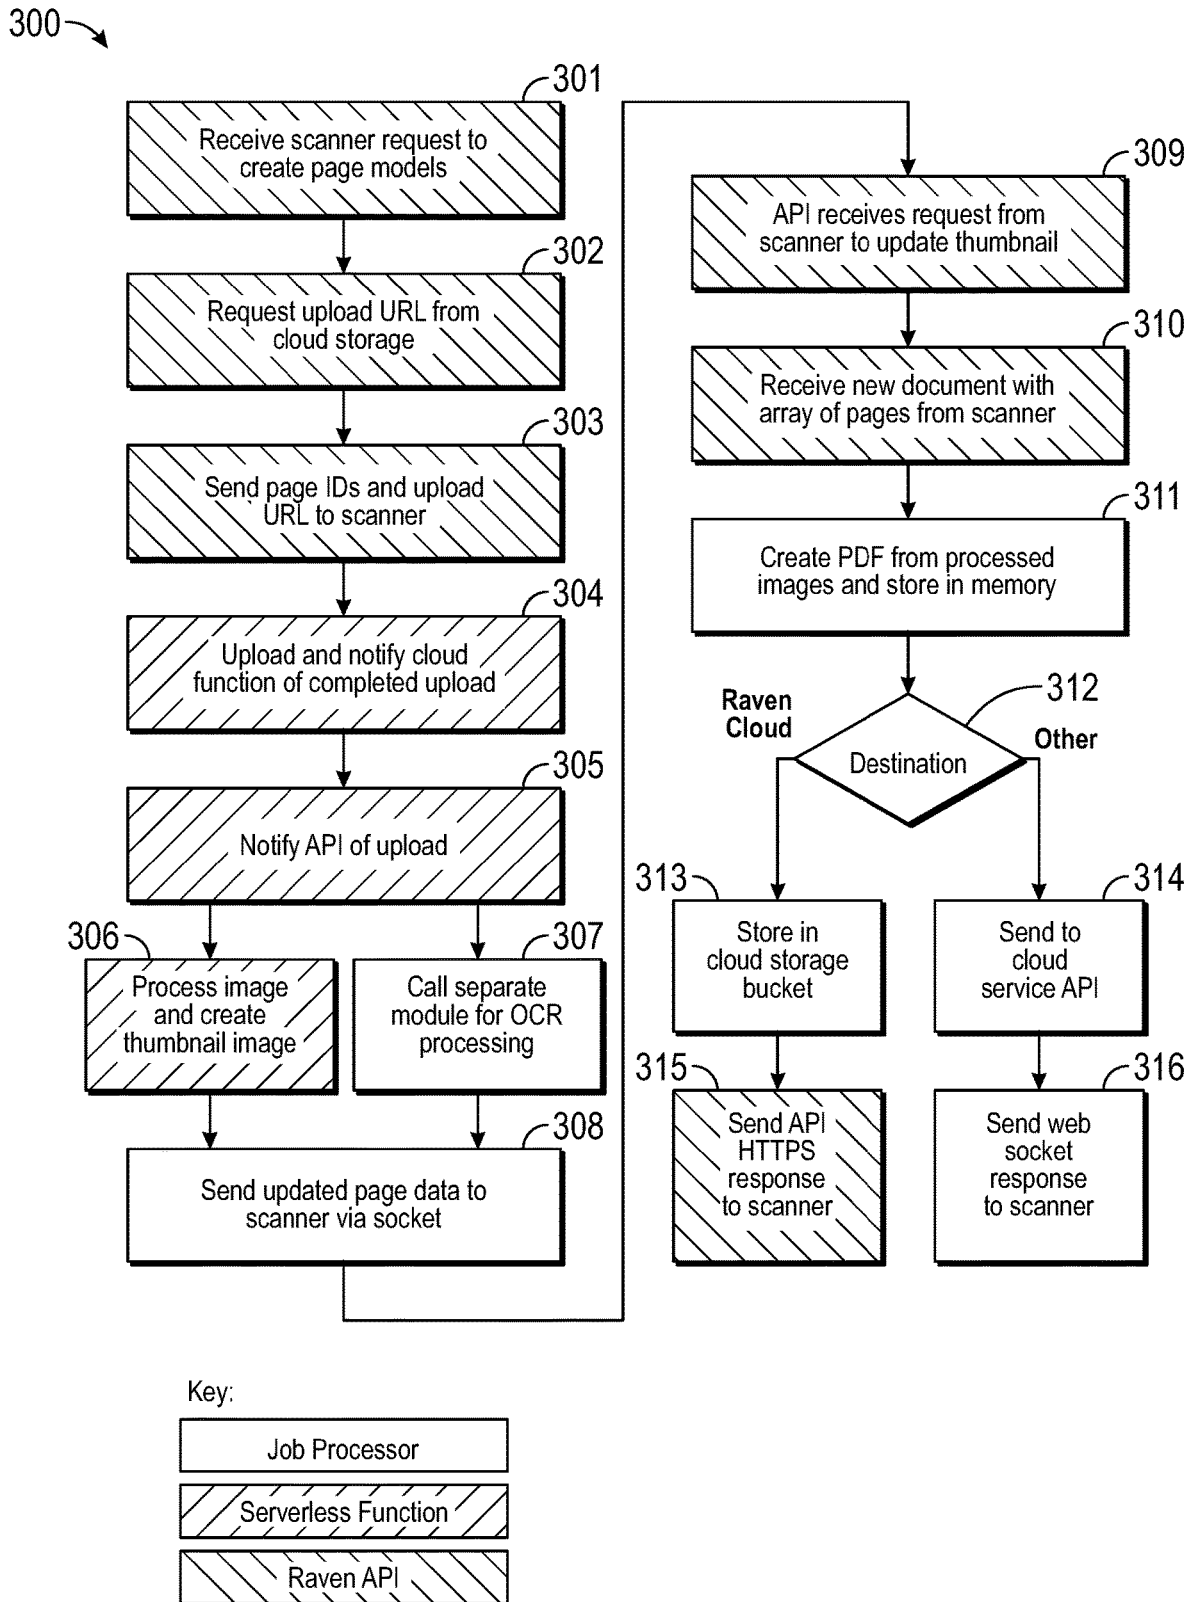 300
301
Receive scanner request to
create page models
302
Request upload URL from
cloud storage
303
Send page IDs and upload
URL to scanner
304
Upload and notify cloud
function of completed upload
305
Notify API of upload
306
Process image
and create
thumbnail image
307
Call separate
module for OCR
processing
308
Send updated page data to
scanner via socket
309
API receives request from
scanner to update thumbnail
310
Receive new document with
array of pages from scanner
311
Create PDF from processed
images and store in memory
312
Raven
Cloud
Destination
Other
313
Store in
cloud storage
bucket
314
Send to
cloud
service API
315
Send API
HTTPS
response
to scanner
316
Send web
socket
response
to scanner
Key:
Job Processor
Serverless Function
Raven API